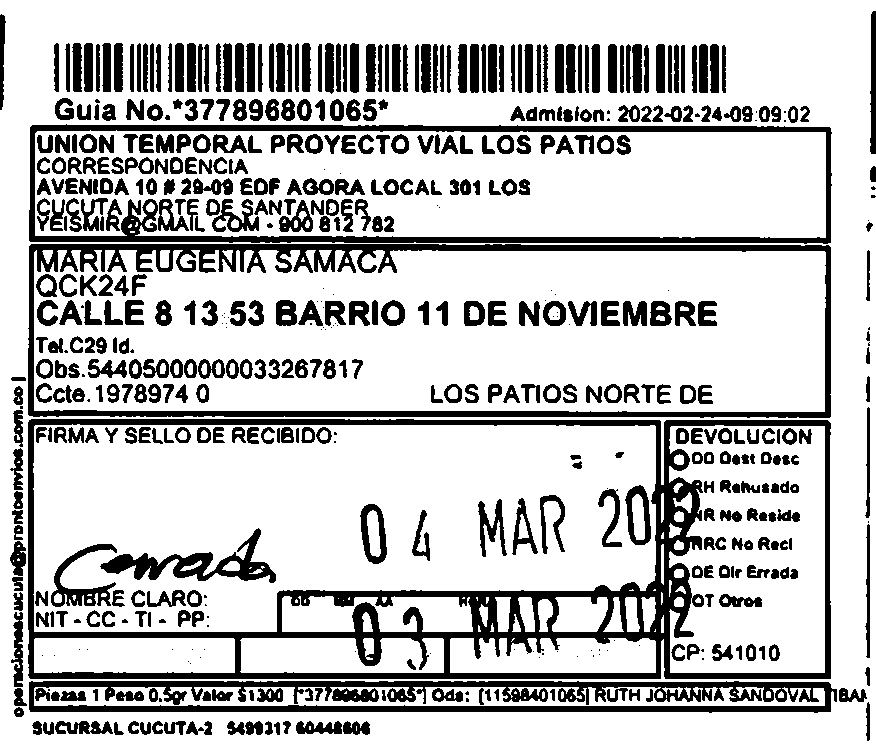 Guia No.*377896801065*
Admision: 2022-02-24-09:09:02
UNION TEMPORAL PROYECTO VIAL LOS PATIOS
CORRESPONDENCIA
AVENIDA 10 # 29-09 EDF AGORA LOCAL 301 LOS
CUCUTA NORTE DE SANTANDER
YEISMIR@GMAIL COM - 900 812 782
MARIA EUGENIA SAMACA
QCK24F
CALLE 8 13 53 BARRIO 11 DE NOVIEMBRE
Tel.C29 Id.
Obs.54405000000033267817
Ccte.1978974 0 LOS PATIOS NORTE DE
operacionescucuta@prontoenvios.com.co |
FIRMA Y SELLO DE RECIBIDO:
04 MAR 2022
Cerrada
NOMBRE CLARO:
NIT - CC - TI - PP:
DD MM AA
03 MAR 2022
DEVOLUCION
DD Dest Desc
RH Rehusado
NR No Reside
NRC No Recl
DE Dir Errada
OT Otros
CP: 541010
Piezas 1 Peso 0.5gr Valor $1300 [*377896801065*] Ods: [11598401065] RUTH JOHANNA SANDOVAL TIBA
SUCURSAL CUCUTA-2 5499317 60448606